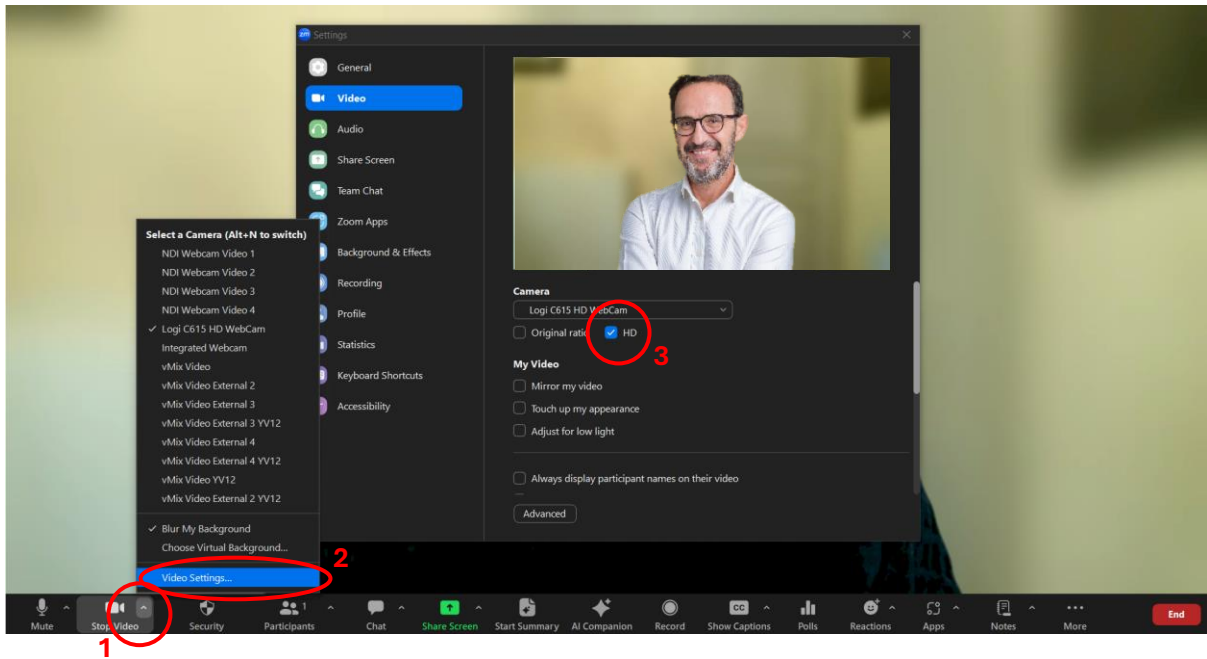 zm Settings
General
Video
Audio
Share Screen
Team Chat
Zoom Apps
Background & Effects
Recording
Profile
Statistics
Keyboard Shortcuts
Accessibility
Camera
Logi C615 HD WebCam
Original ratio HD
3
My Video
Mirror my video
Touch up my appearance
Adjust for low light
Always display participant names on their video
Advanced
Select a Camera (Alt+N to switch)
NDI Webcam Video 1
NDI Webcam Video 2
NDI Webcam Video 3
NDI Webcam Video 4
Logi C615 HD WebCam
Integrated Webcam
vMix Video
vMix Video External 2
vMix Video External 3
vMix Video External 3 YV12
vMix Video External 4
vMix Video External 4 YV12
vMix Video YV12
vMix Video External 2 YV12
Blur My Background
Choose Virtual Background...
2
Video Settings...
1
CC
Mute Stop Video Security Participants Chat Share Screen Start Summary AI Companion Record Show Captions Polls Reactions Apps Notes More End
1